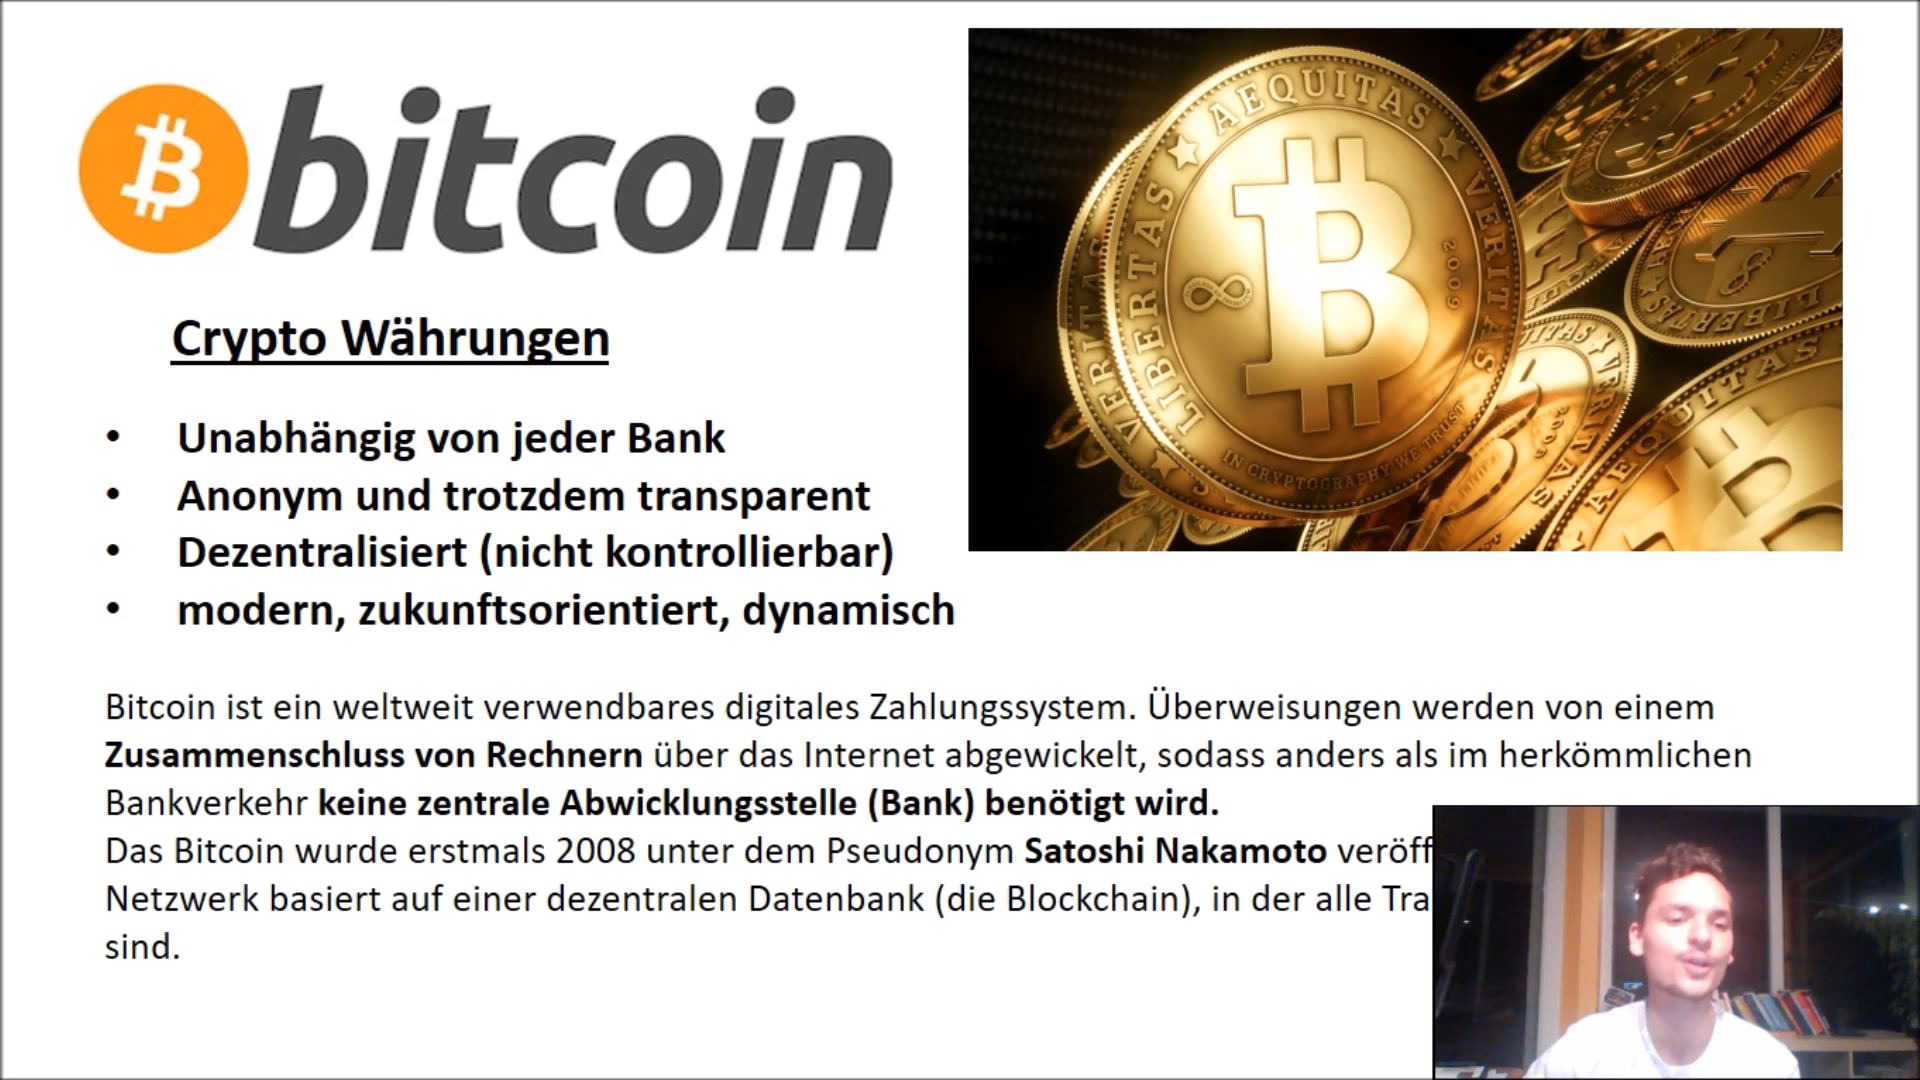 bitcoin
Crypto Währungen
• Unabhängig von jeder Bank
• Anonym und trotzdem transparent
• Dezentralisiert (nicht kontrollierbar)
• modern, zukunftsorientiert, dynamisch
AEQUITAS
LIBERTAS
VERITAS
2009
IN CRYPTOGRAPHY WE TRUST
VERITAS
AEQUITAS
Bitcoin ist ein weltweit verwendbares digitales Zahlungssystem. Überweisungen werden von einem
Zusammenschluss von Rechnern über das Internet abgewickelt, sodass anders als im herkömmlichen
Bankverkehr keine zentrale Abwicklungsstelle (Bank) benötigt wird.
Das Bitcoin wurde erstmals 2008 unter dem Pseudonym Satoshi Nakamoto veröff
Netzwerk basiert auf einer dezentralen Datenbank (die Blockchain), in der alle Tra
sind.